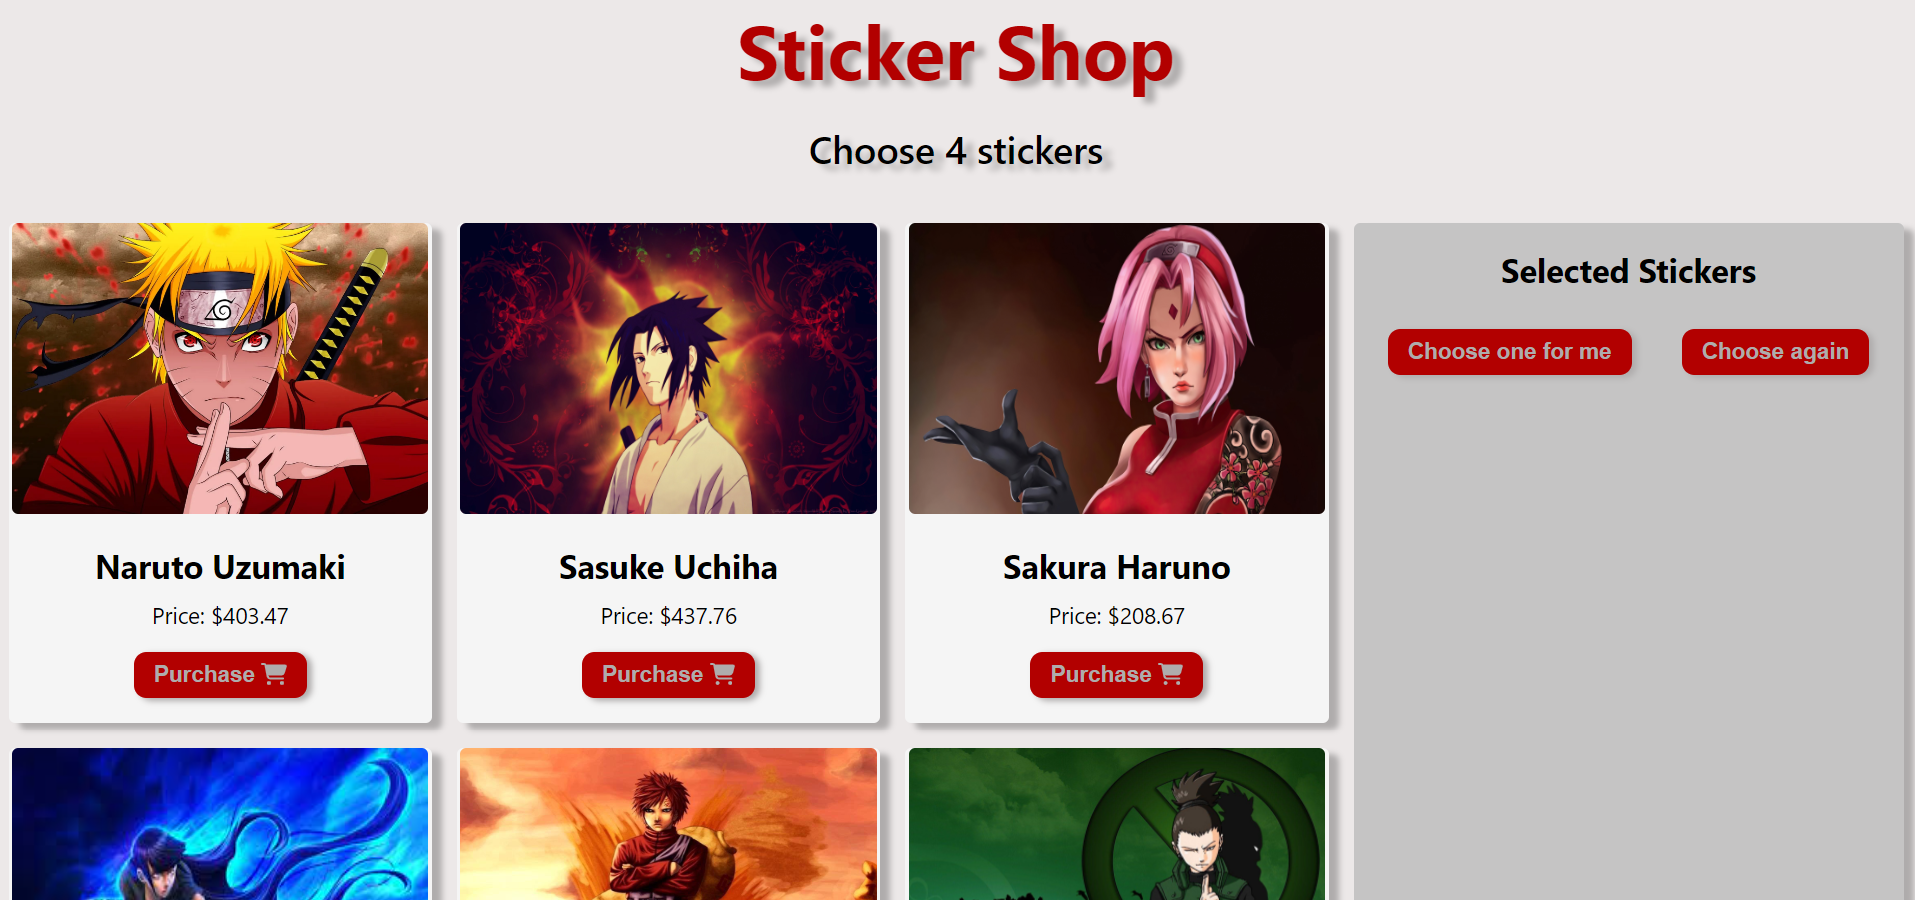 Sticker Shop
Choose 4 stickers
Naruto Uzumaki
Price: $403.47
Purchase
Sasuke Uchiha
Price: $437.76
Purchase
Sakura Haruno
Price: $208.67
Purchase
Selected Stickers
Choose one for me
Choose again